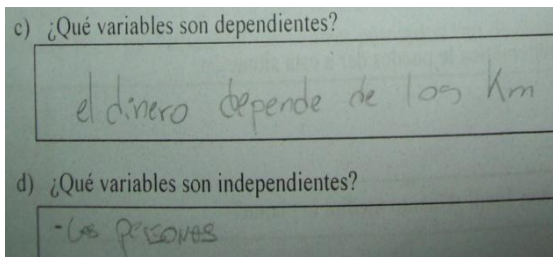 c) ¿Qué variables son dependientes?
el dinero depende de los Km
d) ¿Qué variables son independientes?
- Las personas